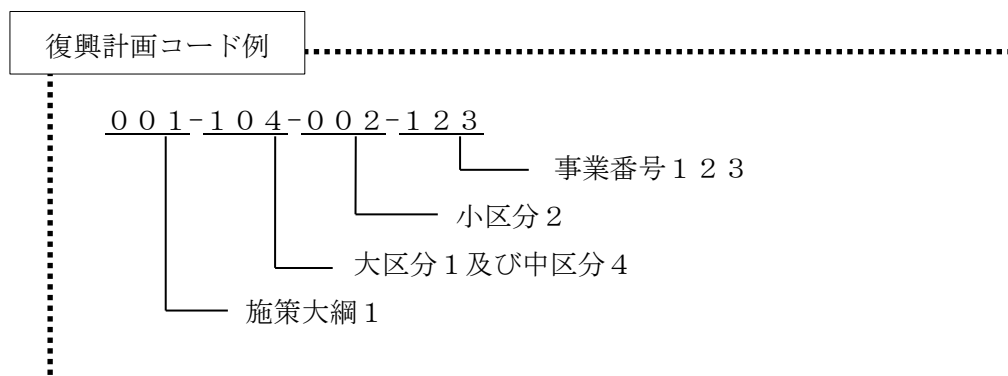 復興計画コード例
００１-１０４-００２-１２３
事業番号１２３
小区分２
大区分１及び中区分４
施策大綱１